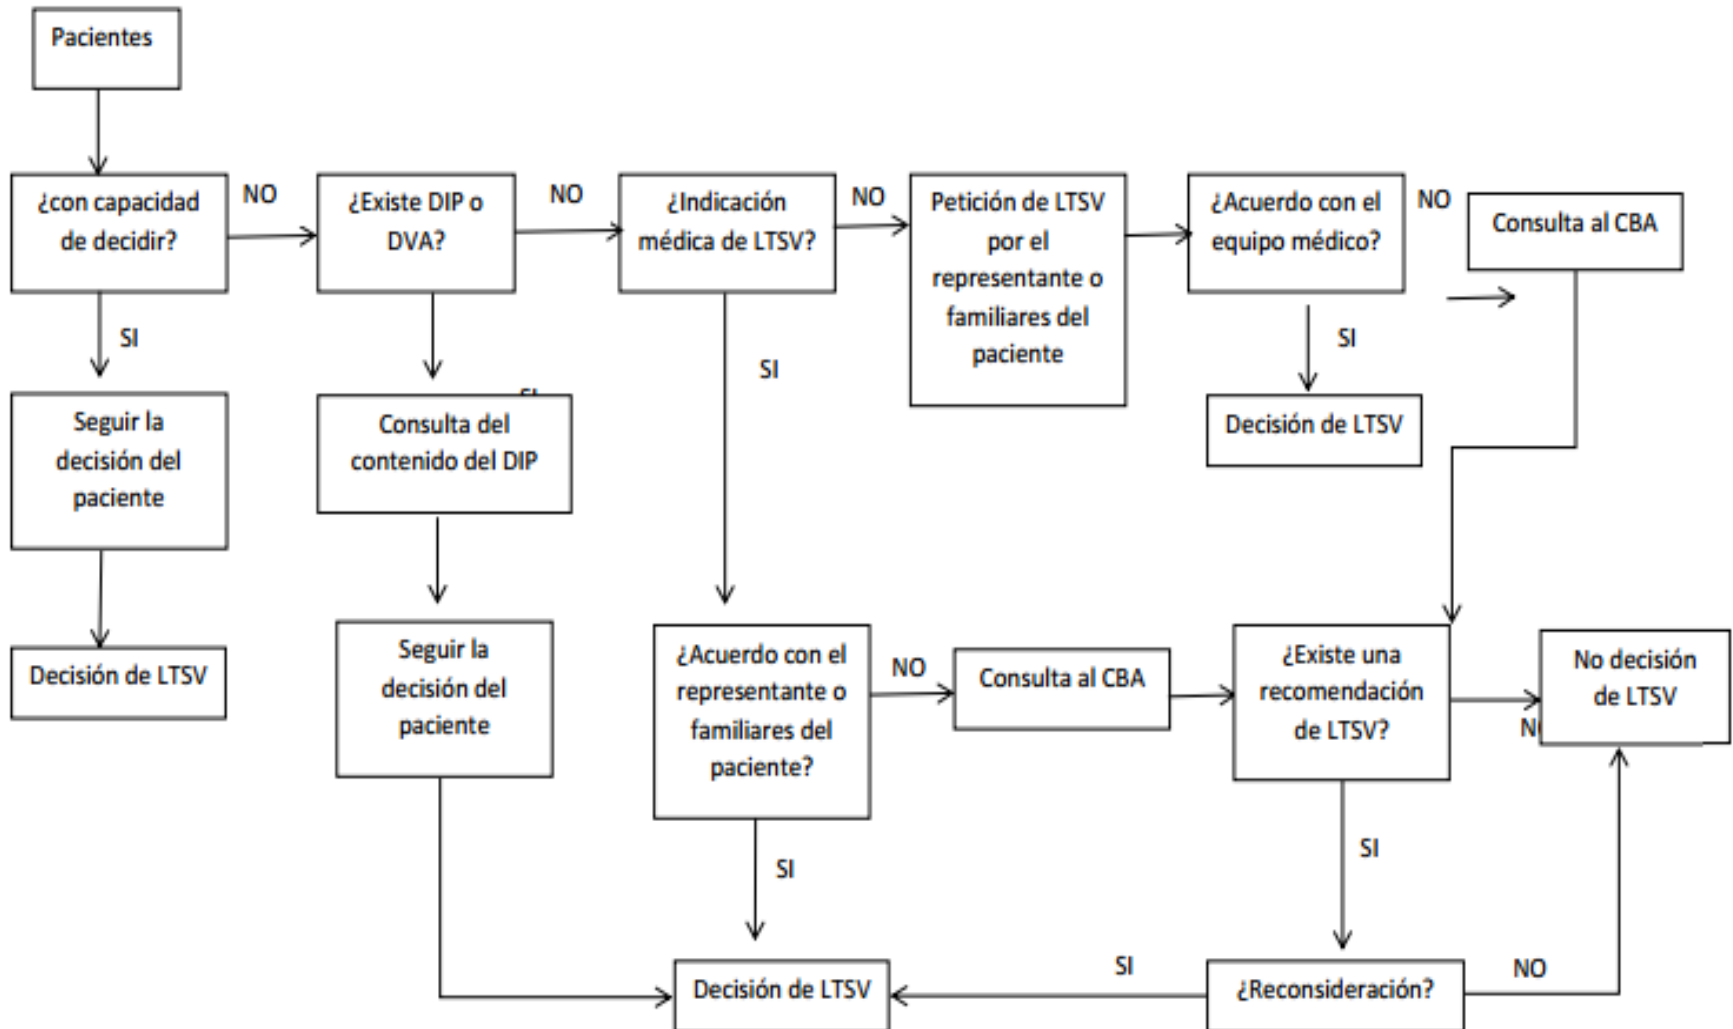 Pacientes
¿con capacidad
de decidir?
NO
¿Existe DIP o
DVA?
NO
¿Indicación
médica de LTSV?
NO
Petición de LTSV
por el
representante o
familiares del
paciente
¿Acuerdo con el
equipo médico?
NO
Consulta al CBA
SI
SI
SI
Seguir la
decisión del
paciente
Consulta del
contenido del DIP
Decisión de LTSV
Decisión de LTSV
Seguir la
decisión del
paciente
¿Acuerdo con el
representante o
familiares del
paciente?
NO
Consulta al CBA
¿Existe una
recomendación
de LTSV?
No decisión
de LTSV
SI
SI
Decisión de LTSV
SI
¿Reconsideración?
NO